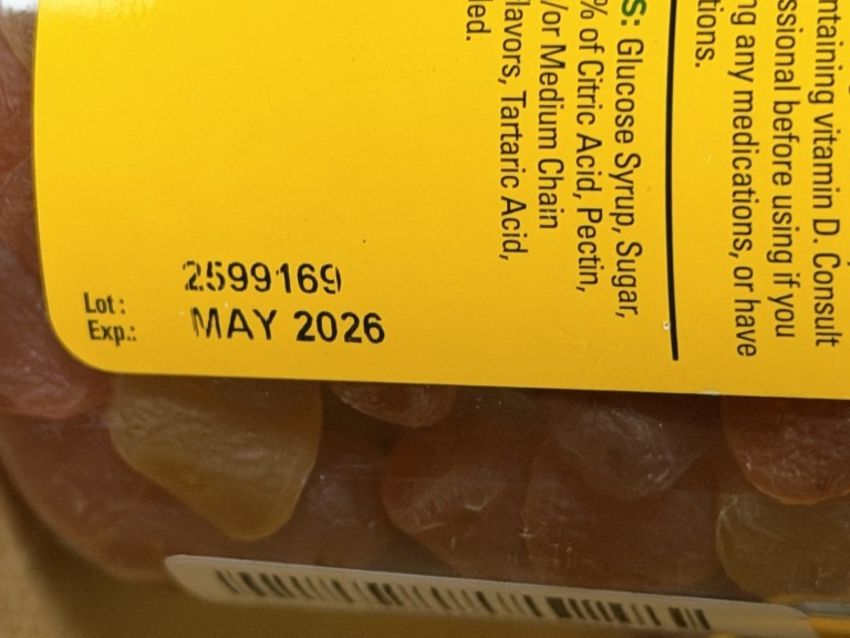 Lot: 2599169
Exp.: MAY 2026
S: Glucose Syrup, Sugar,
% of Citric Acid, Pectin,
/or Medium Chain
lavors, Tartaric Acid,
led.
ntaining vitamin D. Consult
ssional before using if you
ng any medications, or have
tions.